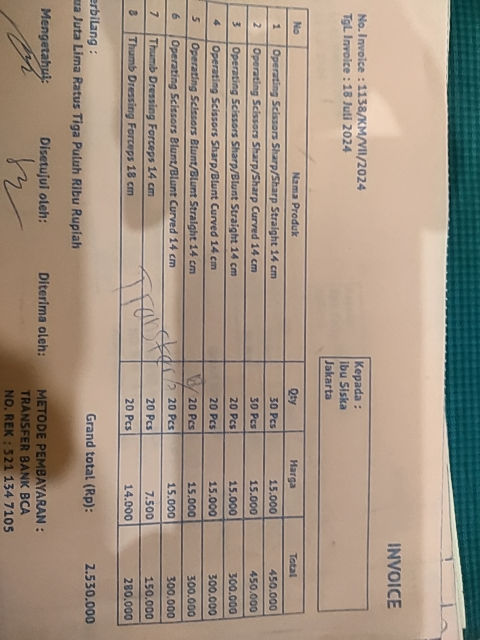 INVOICE
No. Invoice : 1138/KM/VII/2024
Tgl. Invoice : 18 Juli 2024
Kepada :
Ibu Siska
Jakarta
No Nama Produk Qty Harga Total
1 Operating Scissors Sharp/Sharp Straight 14 cm 30 Pcs 15.000 450.000
2 Operating Scissors Sharp/Sharp Curved 14 cm 30 Pcs 15.000 450.000
3 Operating Scissors Sharp/Blunt Straight 14 cm 20 Pcs 15.000 300.000
4 Operating Scissors Sharp/Blunt Curved 14 cm 20 Pcs 15.000 300.000
5 Operating Scissors Blunt/Blunt Straight 14 cm 20 Pcs 15.000 300.000
6 Operating Scissors Blunt/Blunt Curved 14 cm 20 Pcs 15.000 300.000
7 Thumb Dressing Forceps 14 cm 20 Pcs 7.500 150.000
8 Thumb Dressing Forceps 18 cm 20 Pcs 14.000 280.000
Transfer
Grand total (Rp): 2.530.000
erbilang :
ua Juta Lima Ratus Tiga Puluh Ribu Rupiah
Mengetahui: Disetujui oleh: Diterima oleh:
METODE PEMBAYARAN :
TRANSFER BANK BCA
NO. REK : 521 134 7105